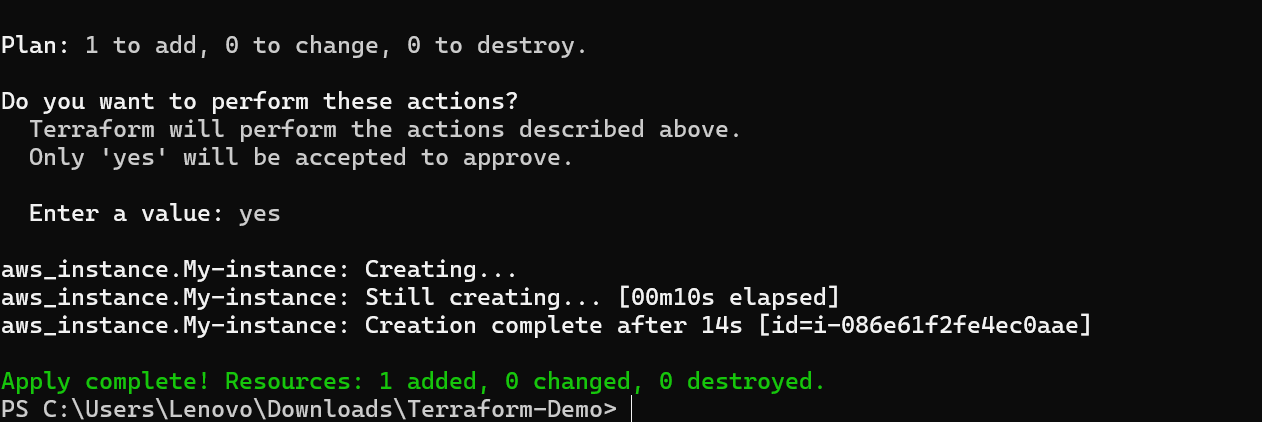 Plan: 1 to add, 0 to change, 0 to destroy.
Do you want to perform these actions?
Terraform will perform the actions described above.
Only 'yes' will be accepted to approve.
Enter a value: yes
aws_instance.My-instance: Creating...
aws_instance.My-instance: Still creating... [00m10s elapsed]
aws_instance.My-instance: Creation complete after 14s [id=i-086e61f2fe4ec0aae]
Apply complete! Resources: 1 added, 0 changed, 0 destroyed.
PS C:\Users\Lenovo\Downloads\Terraform-Demo>